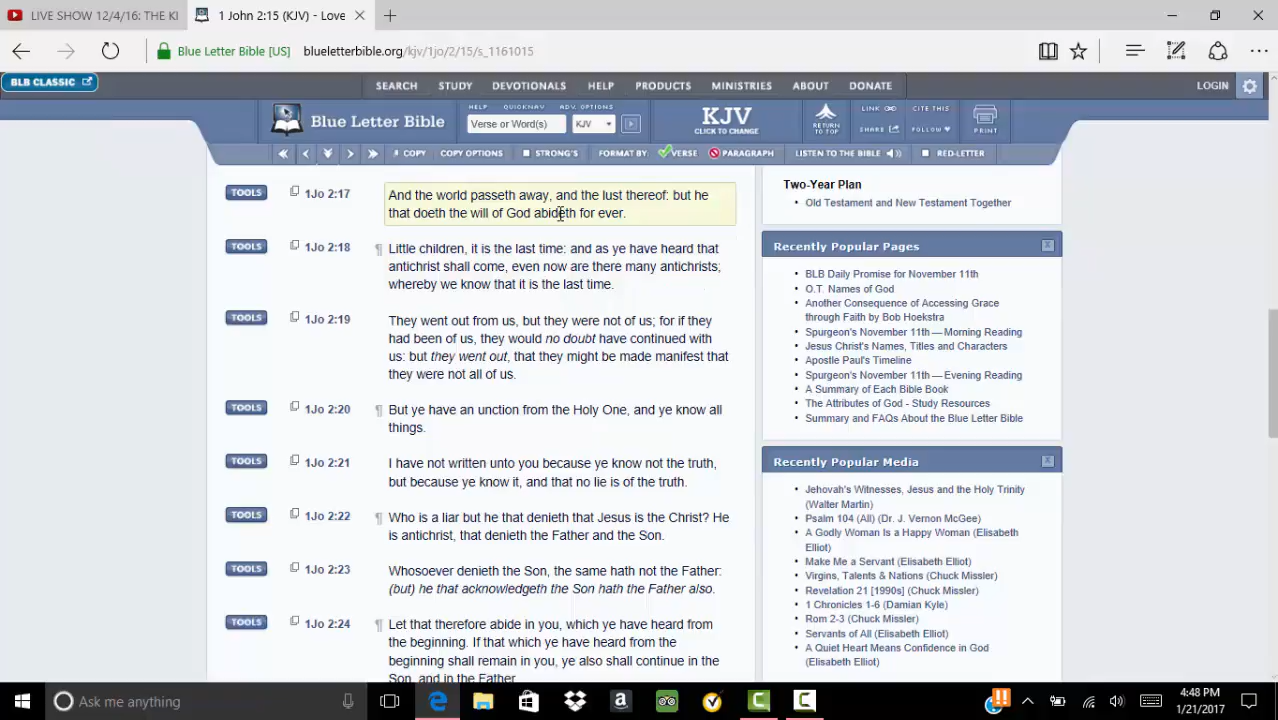 LIVE SHOW 12/4/16: THE KI
1 John 2:15 (KJV) - Love
Blue Letter Bible [US]
blueletterbible.org/kjv/1jo/2/15/s_1161015
BLB CLASSIC
SEARCH STUDY DEVOTIONALS HELP PRODUCTS MINISTRIES ABOUT DONATE
LOGIN
Blue Letter Bible
HELP QUICKNAV ADV. OPTIONS
Verse or Word(s)
KJV
KJV
CLICK TO CHANGE
RETURN
TO TOP
LINK
CITE THIS
SHARE
FOLLOW
PRINT
COPY COPY OPTIONS STRONG'S FORMAT BY VERSE PARAGRAPH LISTEN TO THE BIBLE RED-LETTER
TOOLS 1Jo 2:17 And the world passeth away, and the lust thereof: but he
that doeth the will of God abideth for ever.
TOOLS 1Jo 2:18 ¶ Little children, it is the last time: and as ye have heard that
antichrist shall come, even now are there many antichrists;
whereby we know that it is the last time.
TOOLS 1Jo 2:19 They went out from us, but they were not of us; for if they
had been of us, they would no doubt have continued with
us: but they went out, that they might be made manifest that
they were not all of us.
TOOLS 1Jo 2:20 ¶ But ye have an unction from the Holy One, and ye know all
things.
TOOLS 1Jo 2:21 I have not written unto you because ye know not the truth,
but because ye know it, and that no lie is of the truth.
TOOLS 1Jo 2:22 ¶ Who is a liar but he that denieth that Jesus is the Christ? He
is antichrist, that denieth the Father and the Son.
TOOLS 1Jo 2:23 Whosoever denieth the Son, the same hath not the Father:
(but) he that acknowledgeth the Son hath the Father also.
TOOLS 1Jo 2:24 ¶ Let that therefore abide in you, which ye have heard from
the beginning. If that which ye have heard from the
beginning shall remain in you, ye also shall continue in the
Son, and in the Father.
Two-Year Plan
Old Testament and New Testament Together
Recently Popular Pages
BLB Daily Promise for November 11th
O.T. Names of God
Another Consequence of Accessing Grace
through Faith by Bob Hoekstra
Spurgeon's November 11th — Morning Reading
Jesus Christ's Names, Titles and Characters
Apostle Paul's Timeline
Spurgeon's November 11th — Evening Reading
A Summary of Each Bible Book
The Attributes of God - Study Resources
Summary and FAQs About the Blue Letter Bible
Recently Popular Media
Jehovah's Witnesses, Jesus and the Holy Trinity
(Walter Martin)
Psalm 104 (All) (Dr. J. Vernon McGee)
A Godly Woman Is a Happy Woman (Elisabeth
Elliot)
Make Me a Servant (Elisabeth Elliot)
Virgins, Talents & Nations (Chuck Missler)
Revelation 21 [1990s] (Chuck Missler)
1 Chronicles 1-6 (Damian Kyle)
Rom 2-3 (Chuck Missler)
Servants of All (Elisabeth Elliot)
A Quiet Heart Means Confidence in God
(Elisabeth Elliot)
Ask me anything
4:48 PM
1/21/2017